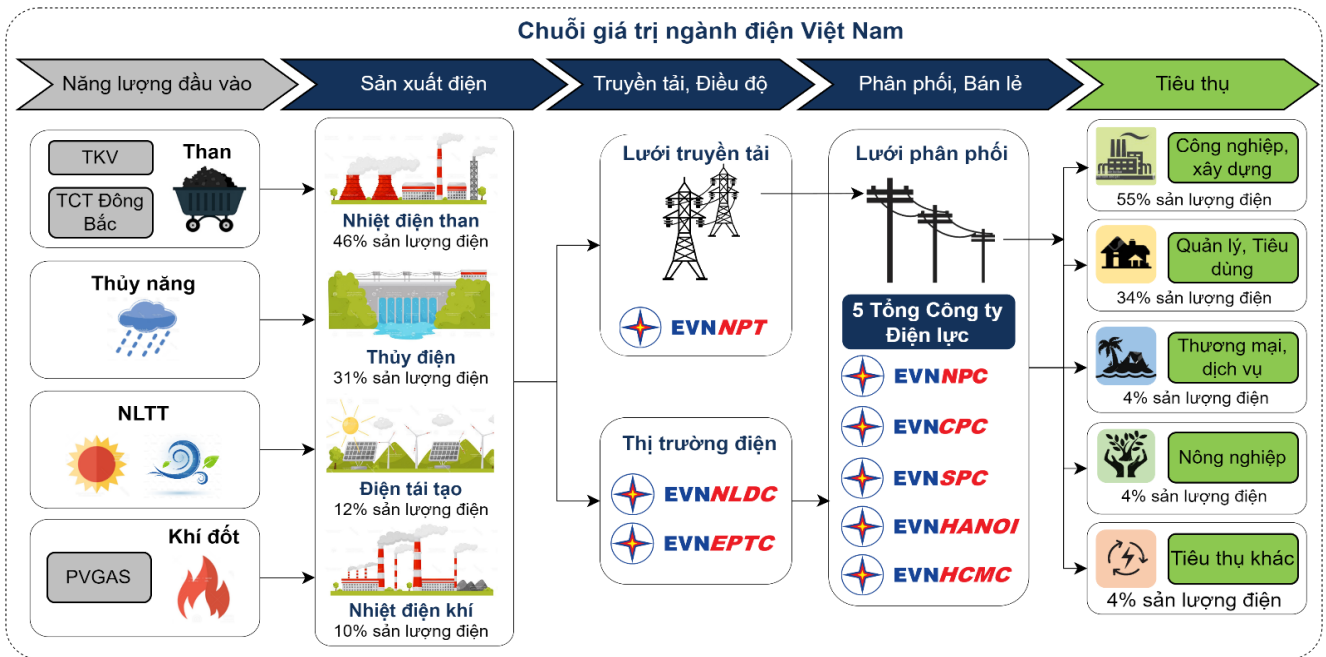 Chuỗi giá trị ngành điện Việt Nam
Năng lượng đầu vào
Sản xuất điện
Truyền tải, Điều độ
Phân phối, Bán lẻ
Tiêu thụ
TKV
Than
TCT Đông
Bắc
Thủy năng
NLTT
Khí đốt
PVGAS
Nhiệt điện than
46% sản lượng điện
Thủy điện
31% sản lượng điện
Điện tái tạo
12% sản lượng điện
Nhiệt điện khí
10% sản lượng điện
Lưới truyền tải
EVNNPT
Thị trường điện
EVNNLDC
EVNEPTC
Lưới phân phối
5 Tổng Công ty
Điện lực
EVNNPC
EVNCPC
EVNSPC
EVNHANOI
EVNHCMC
Công nghiệp,
xây dựng
55% sản lượng điện
Quản lý, Tiêu
dùng
34% sản lượng điện
Thương mại,
dịch vụ
4% sản lượng điện
Nông nghiệp
4% sản lượng điện
Tiêu thụ khác
4% sản lượng điện